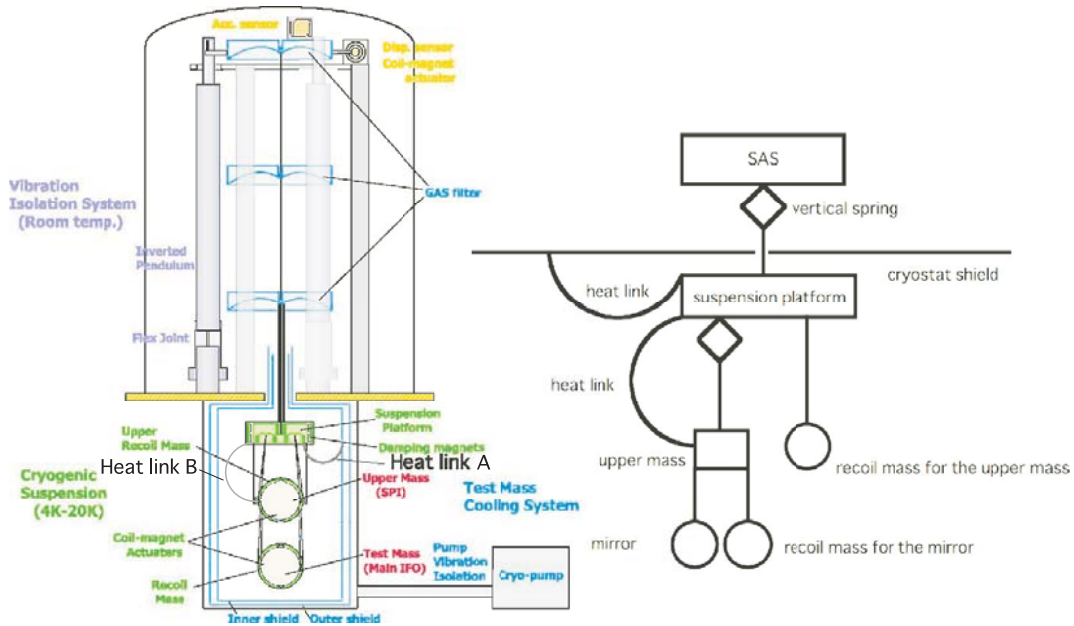 Acc. sensor
Disp. sensor
Coil-magnet
actuator
Vibration
Isolation System
(Room temp.)
GAS filter
Inverted
Pendulum
Flex Joint
Suspension
Platform
Damping magnets
Upper
Recoil Mass
Heat link B
Heat link A
Upper Mass
(SPI)
Cryogenic
Suspension
(4K-20K)
Test Mass
Cooling System
Coil-magnet
Actuators
Test Mass
(Main IFO)
Pump
Vibration
Isolation
Cryo-pump
Recoil
Mass
Inner shield
Outer shield
SAS
vertical spring
cryostat shield
heat link
suspension platform
heat link
upper mass
recoil mass for the upper mass
mirror
recoil mass for the mirror